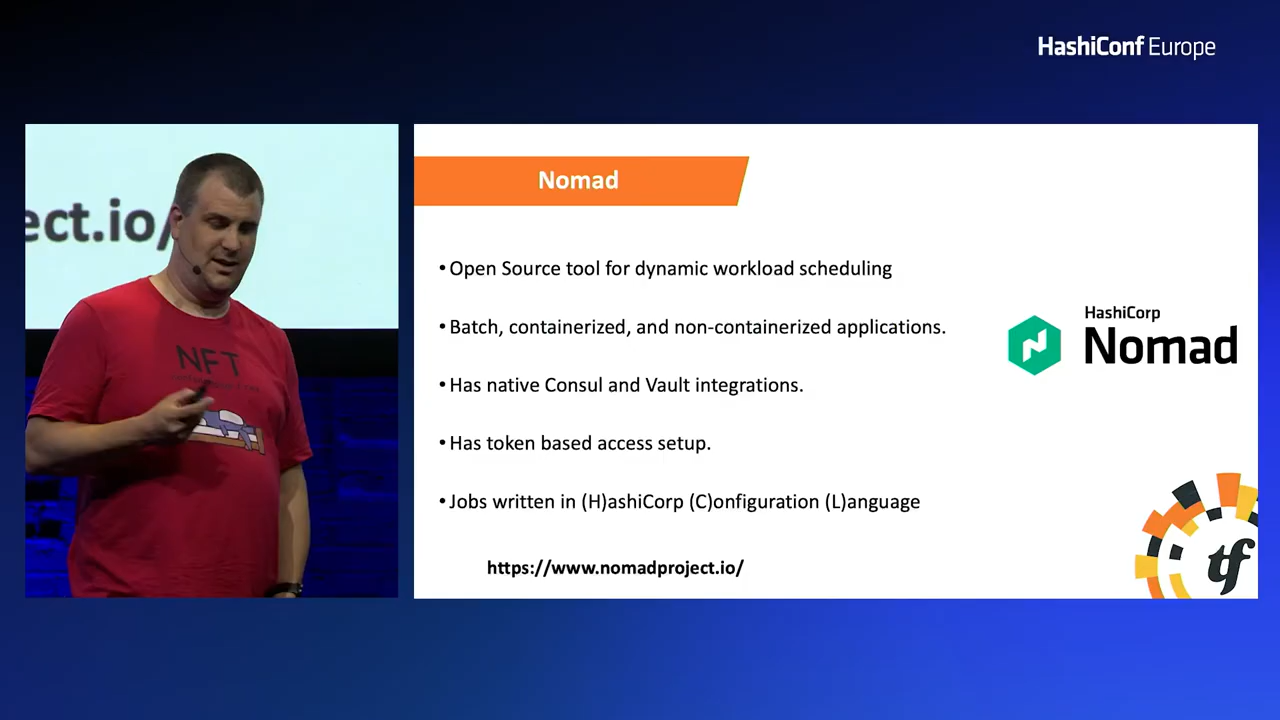 HashiConf Europe
ect.io/
NFT
Nomad
• Open Source tool for dynamic workload scheduling
• Batch, containerized, and non-containerized applications.
• Has native Consul and Vault integrations.
• Has token based access setup.
• Jobs written in (H)ashiCorp (C)onfiguration (L)anguage
https://www.nomadproject.io/
HashiCorp
Nomad
tf